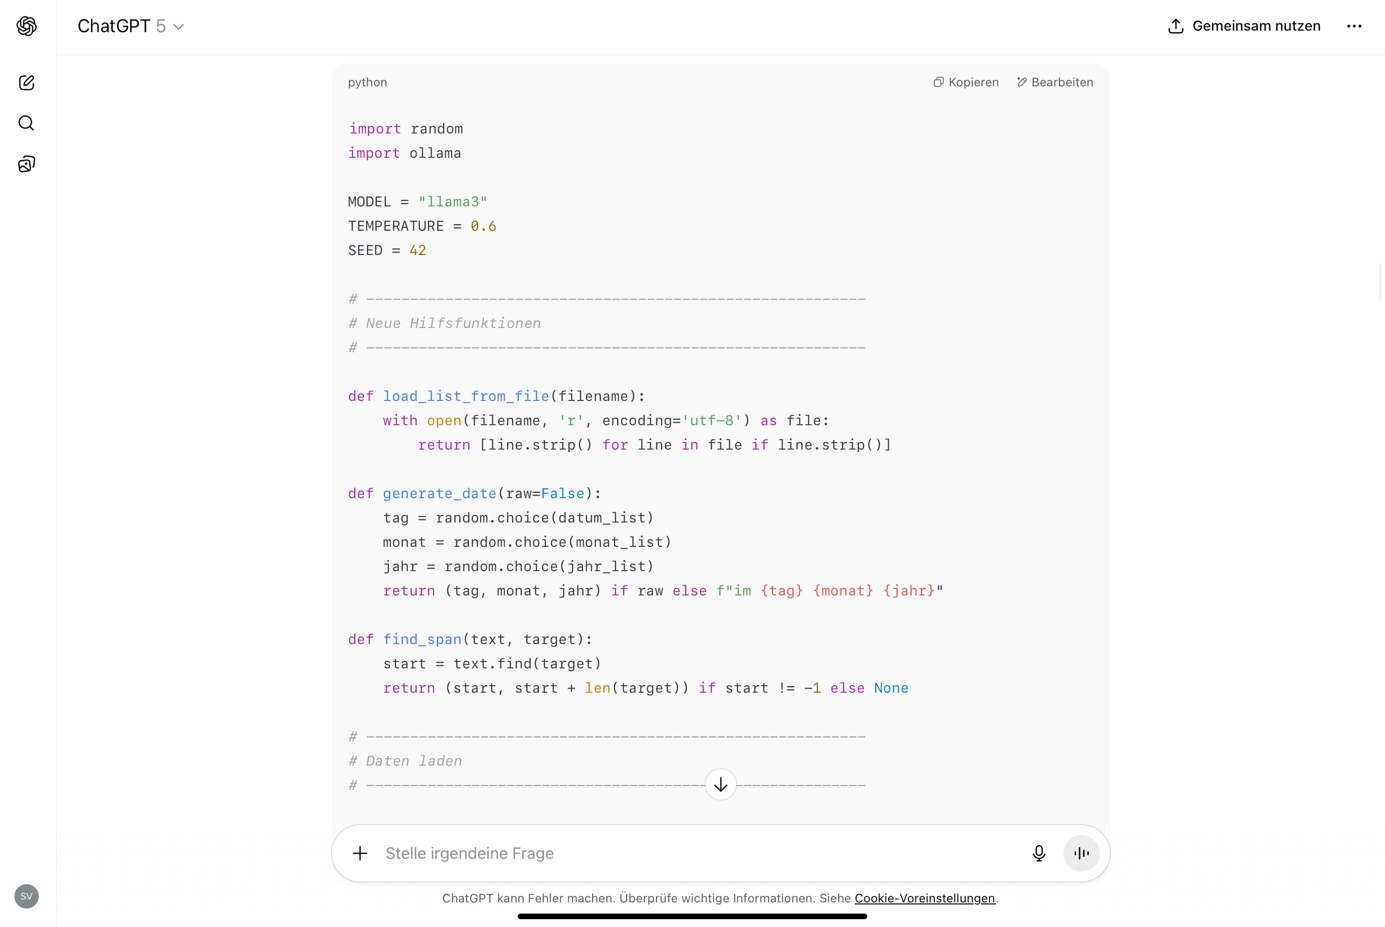 ChatGPT 5
Gemeinsam nutzen
python
Kopieren
Bearbeiten
import random
import ollama
MODEL = "llama3"
TEMPERATURE = 0.6
SEED = 42
# ---------------------------------------------------------
# Neue Hilfsfunktionen
# ---------------------------------------------------------
def load_list_from_file(filename):
    with open(filename, 'r', encoding='utf-8') as file:
        return [line.strip() for line in file if line.strip()]
def generate_date(raw=False):
    tag = random.choice(datum_list)
    monat = random.choice(monat_list)
    jahr = random.choice(jahr_list)
    return (tag, monat, jahr) if raw else f"im {tag} {monat} {jahr}"
def find_span(text, target):
    start = text.find(target)
    return (start, start + len(target)) if start != -1 else None
# ---------------------------------------------------------
# Daten laden
# ---------------------------------------------------------
Stelle irgendeine Frage
SV
ChatGPT kann Fehler machen. Überprüfe wichtige Informationen. Siehe Cookie-Voreinstellungen.